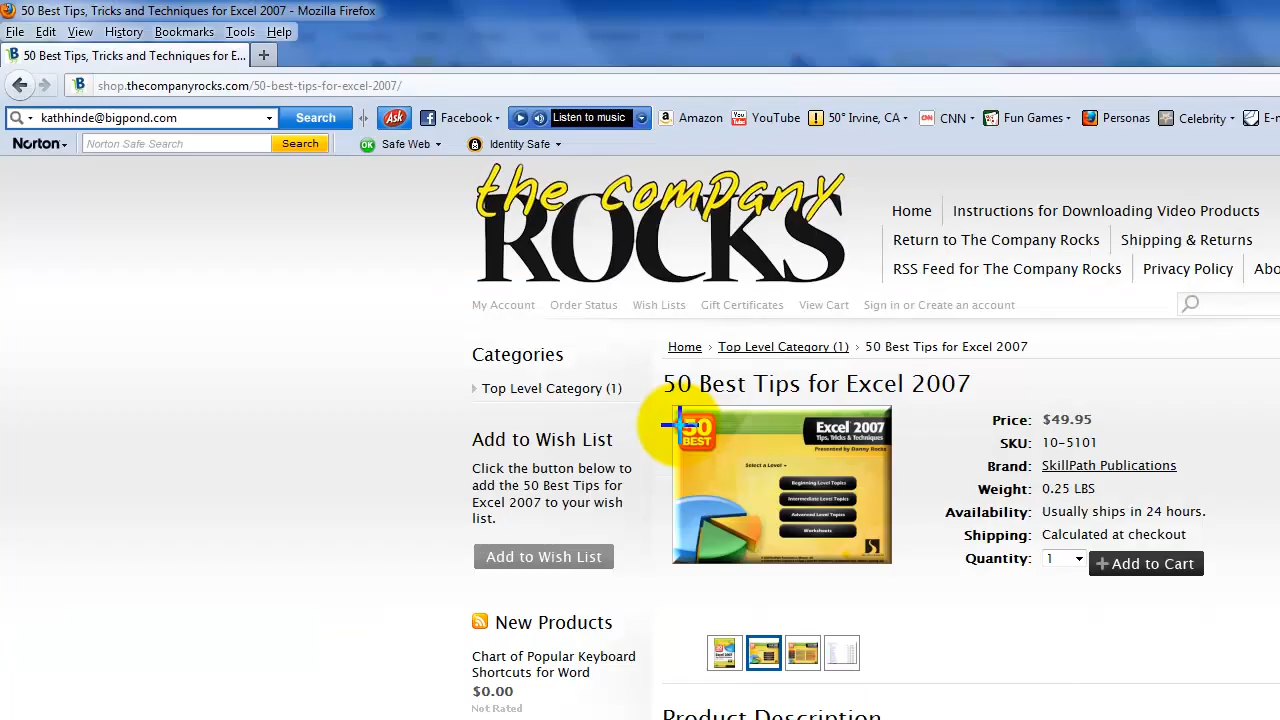 50 Best Tips, Tricks and Techniques for Excel 2007 - Mozilla Firefox
File Edit View History Bookmarks Tools Help
50 Best Tips, Tricks and Techniques for E...
shop.thecompanyrocks.com/50-best-tips-for-excel-2007/
kathhinde@bigpond.com Search Ask Facebook Listen to music Amazon YouTube 50° Irvine, CA CNN Fun Games Personas Celebrity E-m
Norton Norton Safe Search Search OK Safe Web Identity Safe
the company
ROCKS
Home Instructions for Downloading Video Products
Return to The Company Rocks Shipping & Returns
RSS Feed for The Company Rocks Privacy Policy Abo
My Account Order Status Wish Lists Gift Certificates View Cart Sign in or Create an account
Home Top Level Category (1) 50 Best Tips for Excel 2007
Categories
Top Level Category (1)
50 Best Tips for Excel 2007
50
BEST
Excel 2007
Tips, Tricks & Techniques
Presented by Danny Rocks
Select a Level
Beginning Level Topics
Intermediate Level Topics
Advanced Level Topics
Worksheets
Price: $49.95
SKU: 10-5101
Brand: SkillPath Publications
Weight: 0.25 LBS
Availability: Usually ships in 24 hours.
Shipping: Calculated at checkout
Quantity: 1 Add to Cart
Add to Wish List
Click the button below to
add the 50 Best Tips for
Excel 2007 to your wish
list.
Add to Wish List
New Products
Chart of Popular Keyboard
Shortcuts for Word
$0.00
Not Rated
Product Description